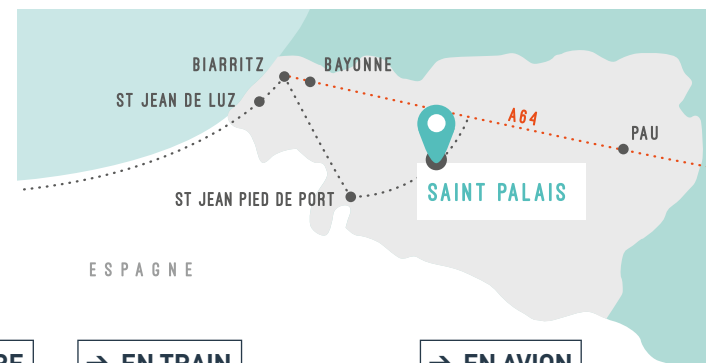 BIARRITZ
BAYONNE
ST JEAN DE LUZ
A64
PAU
SAINT PALAIS
ST JEAN PIED DE PORT
ESPAGNE
→ EN TRAIN
→ EN AVION